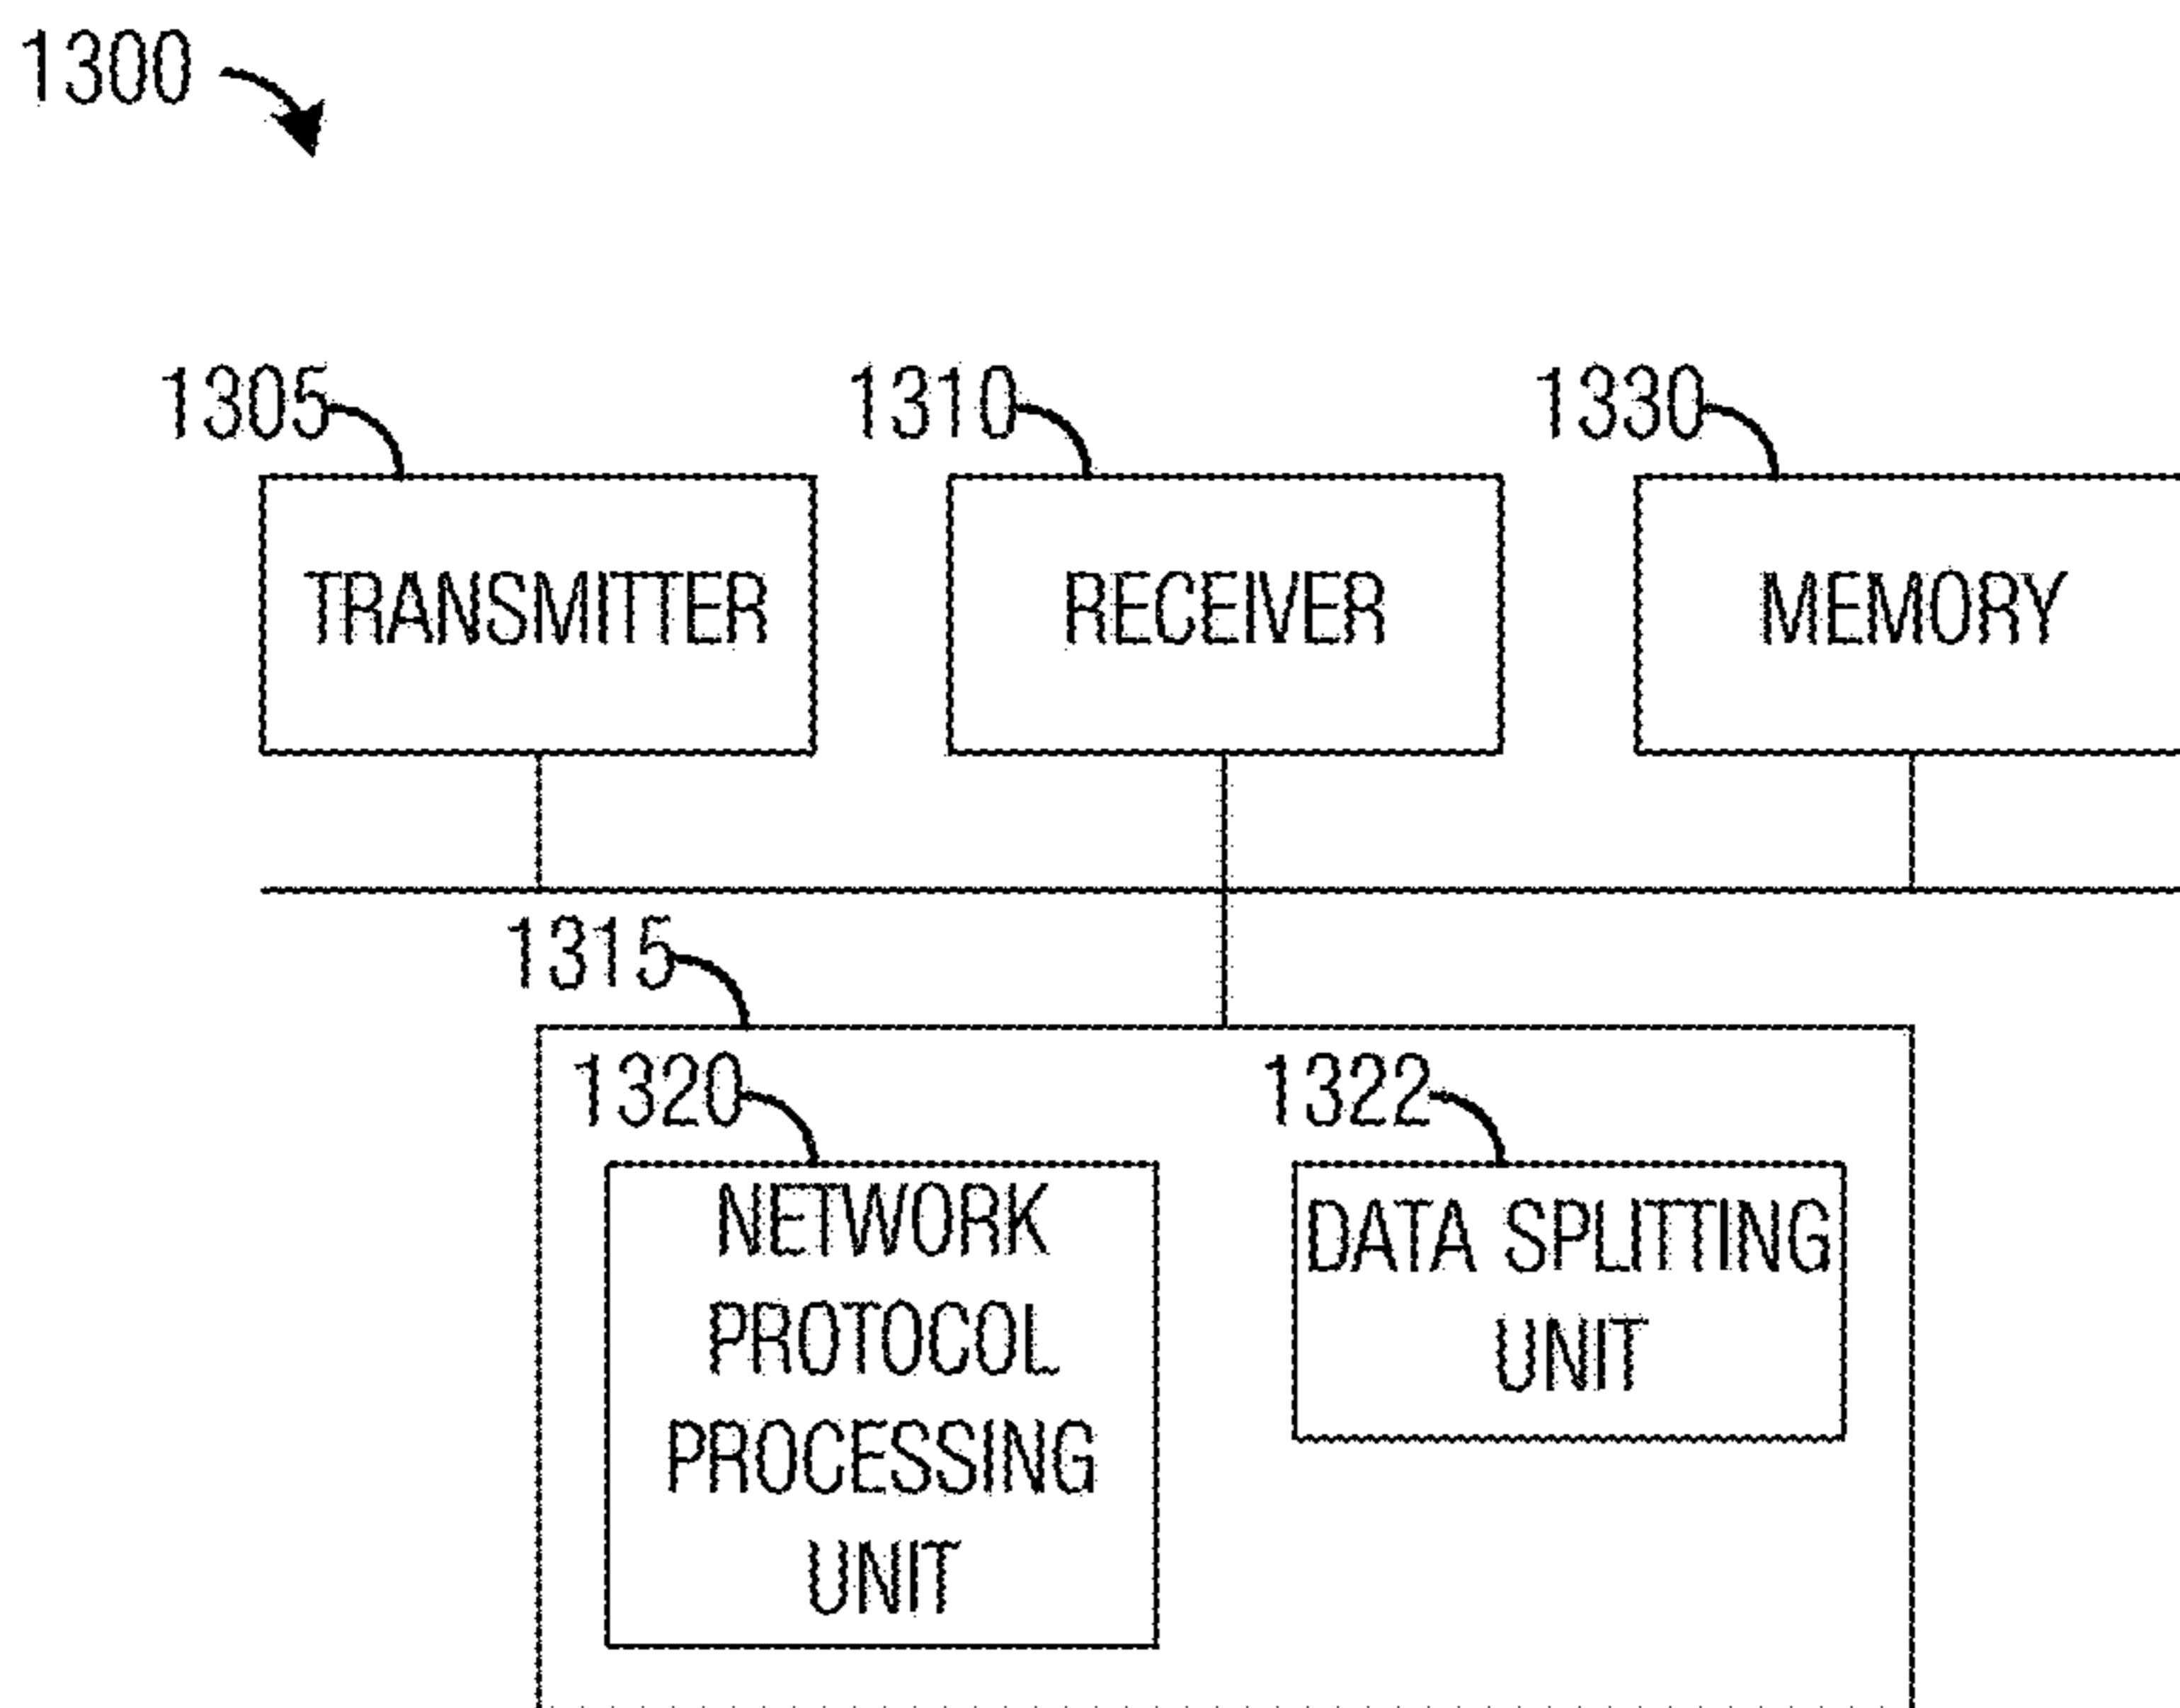 1300
1305
1310
1330
TRANSMITTER
RECEIVER
MEMORY
1315
1320
1322
NETWORK
PROTOCOL
PROCESSING
UNIT
DATA SPLITTING
UNIT